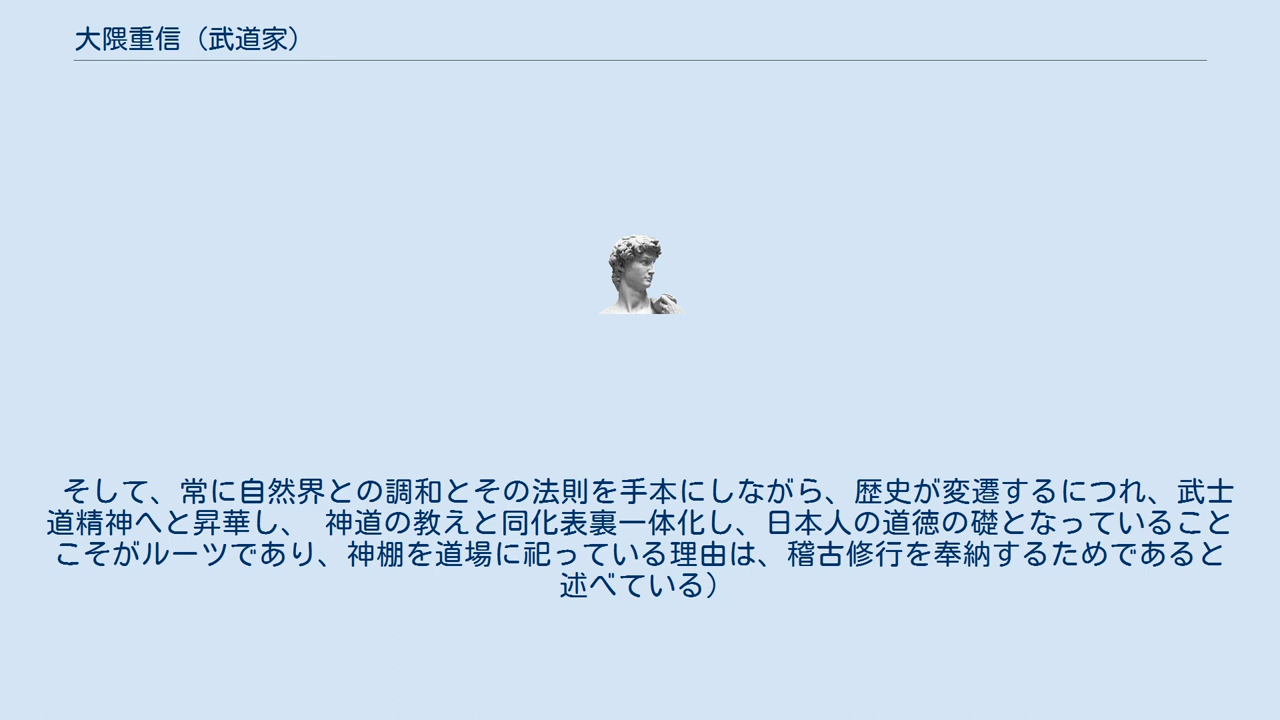 大隈重信（武道家）
そして、常に自然界との調和とその法則を手本にしながら、歴史が変遷するにつれ、武士
道精神へと昇華し、 神道の教えと同化表裏一体化し、日本人の道徳の礎となっていること
こそがルーツであり、神棚を道場に祀っている理由は、稽古修行を奉納するためであると
述べている）